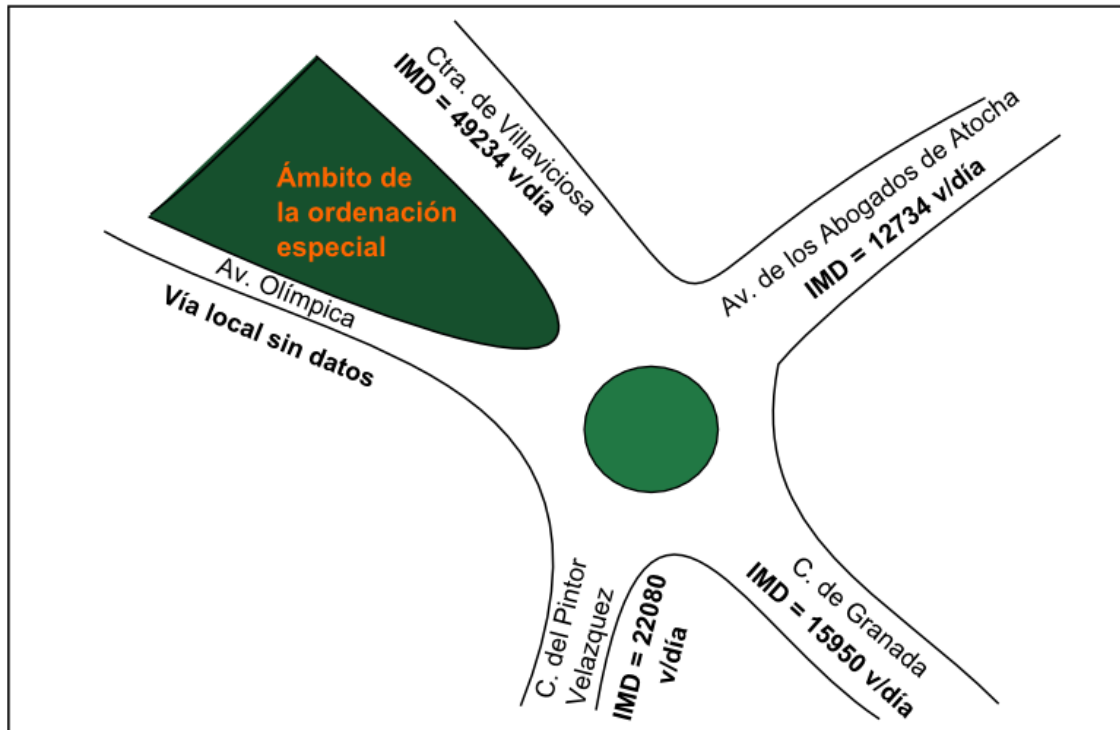 Ctra. de Villaviciosa
IMD = 49234 v/día
Av. de los Abogados de Atocha
IMD = 12734 v/día
Ámbito de
la ordenación
especial
Av. Olímpica
Vía local sin datos
C. del Pintor
Velazquez
IMD = 22080
v/día
C. de Granada
IMD = 15950 v/día